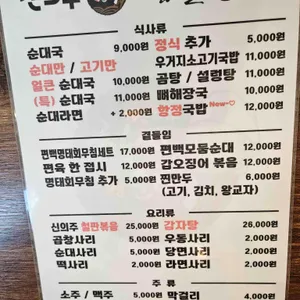 식사류
순대국 9,000원
순대만 / 고기만
얼큰 순대국 10,000원
(특) 순대국 11,000원
순대라면 + 2,000원
정식 추가 5,000원
우거지소고기국밥 11,000원
곰탕 / 설렁탕 11,000원
뼈해장국 10,000원
항정국밥 New~♡ 12,000원
곁들임
편백명태회무침세트 17,000원
편육 한 접시 12,000원
명태회무침 추가 5,000원
편백모둠순대 12,000원
갑오징어 볶음 12,000원
찐만두 6,000원
(고기, 김치, 왕교자)
요리류
신의주 철판볶음 25,000원
곱창사리 5,000원
순대사리 5,000원
떡사리 2,000원
감자탕 26,000원
우동사리 2,000원
당면사리 2,000원
라면사리 2,000원
주 류
소주 / 맥주 5,000원
막걸리 4,000원